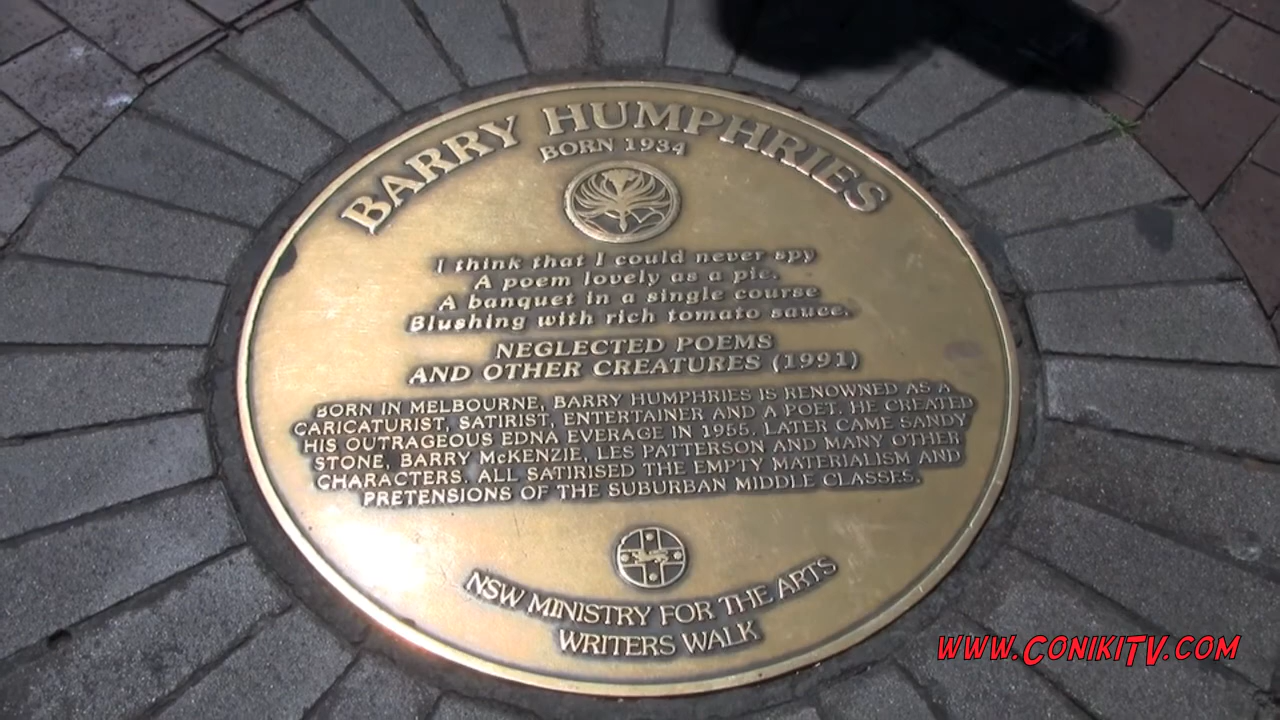 BARRY HUMPHRIES
BORN 1934
I think that I could never spy
A poem lovely as a pie.
A banquet in a single course
Blushing with rich tomato sauce.
NEGLECTED POEMS
AND OTHER CREATURES (1991)
BORN IN MELBOURNE, BARRY HUMPHRIES IS RENOWNED AS A
CARICATURIST, SATIRIST, ENTERTAINER AND A POET. HE CREATED
HIS OUTRAGEOUS EDNA EVERAGE IN 1955. LATER CAME SANDY
STONE, BARRY McKENZIE, LES PATTERSON AND MANY OTHER
CHARACTERS. ALL SATIRISED THE EMPTY MATERIALISM AND
PRETENSIONS OF THE SUBURBAN MIDDLE CLASSES.
NSW MINISTRY FOR THE ARTS
WRITERS WALK
WWW.CONIKITV.COM